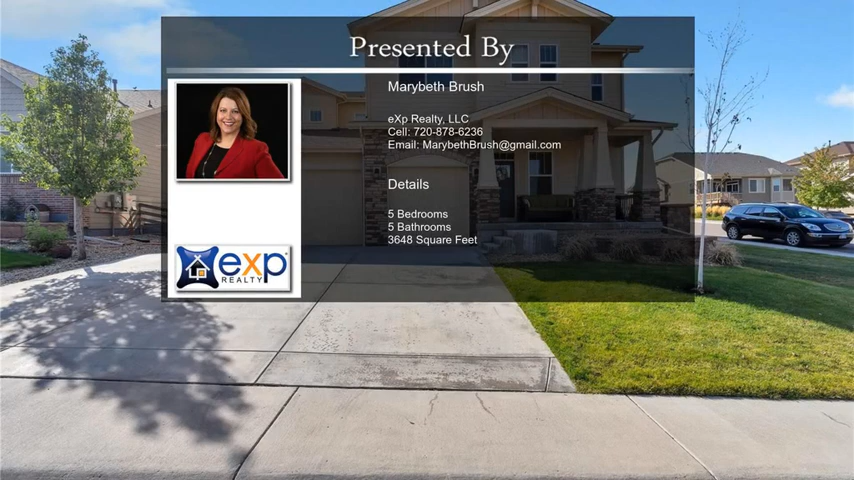 Presented By
Marybeth Brush
eXp Realty, LLC
Cell: 720-878-6236
Email: MarybethBrush@gmail.com
Details
5 Bedrooms
5 Bathrooms
3648 Square Feet
exp
REALTY